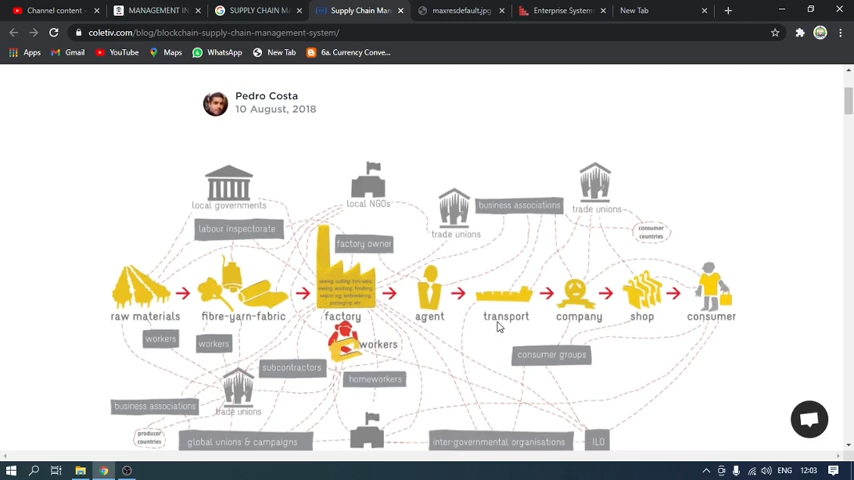 Channel content -
MANAGEMENT IN
SUPPLY CHAIN M
Supply Chain Man
maxresdefault.jpg
Enterprise System
New Tab
coletiv.com/blog/blockchain-supply-chain-management-system/
Apps
Gmail
YouTube
Maps
WhatsApp
New Tab
6a. Currency Conve...
Pedro Costa
10 August, 2018
local governments
local NGOs
trade unions
business associations
trade unions
labour inspectorate
factory owner
consumer
countries
raw materials
fibre-yarn-fabric
factory
agent
transport
company
shop
consumer
workers
workers
workers
subcontractors
homeworkers
consumer groups
business associations
trade unions
producer
countries
global unions & campaigns
inter-governmental organisations
ILO
ENG
12:03